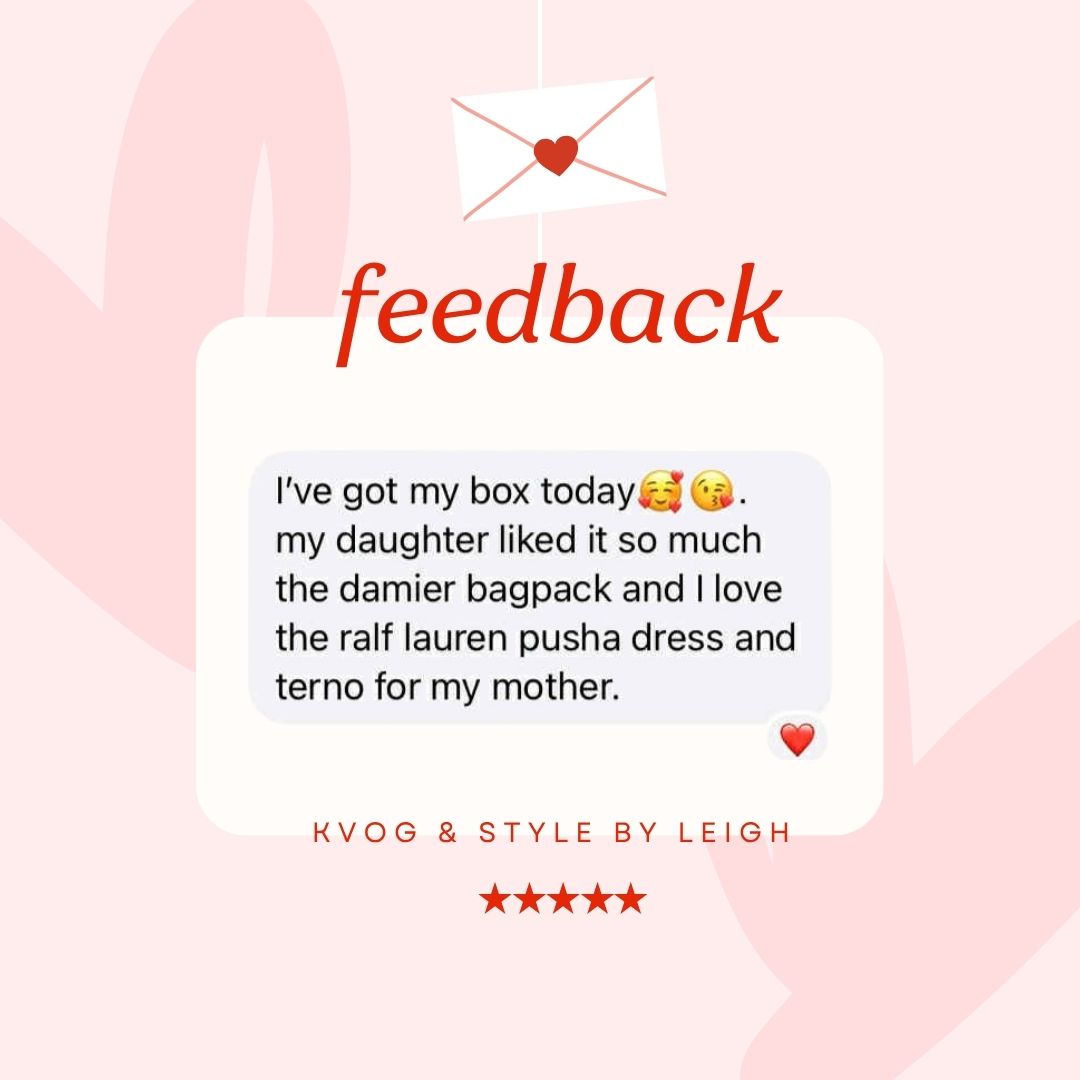 feedback
I've got my box today🥰😘.
my daughter liked it so much
the damier bagpack and I love
the ralf lauren pusha dress and
terno for my mother.
❤️
KVOG & STYLE BY LEIGH
★★★★★